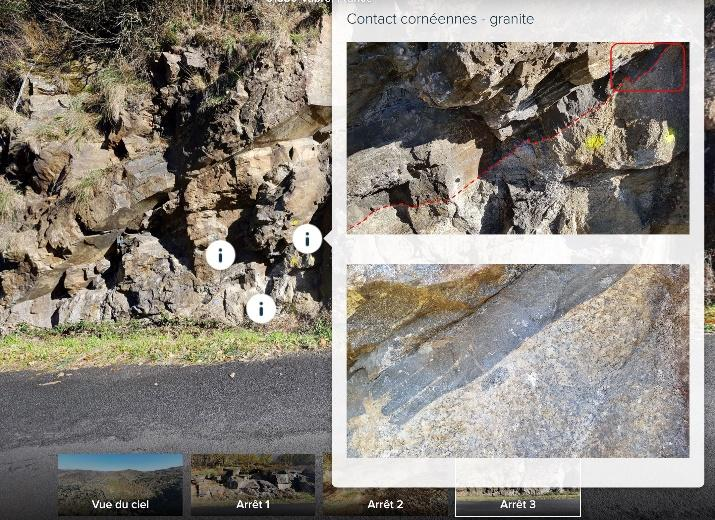 Contact cornéennes - granite
Vue du ciel
Arrêt 1
Arrêt 2
Arrêt 3